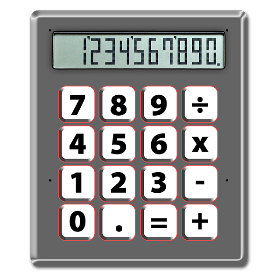 1234567890.
7 8 9 ÷
4 5 6 x
1 2 3 -
0 . = +